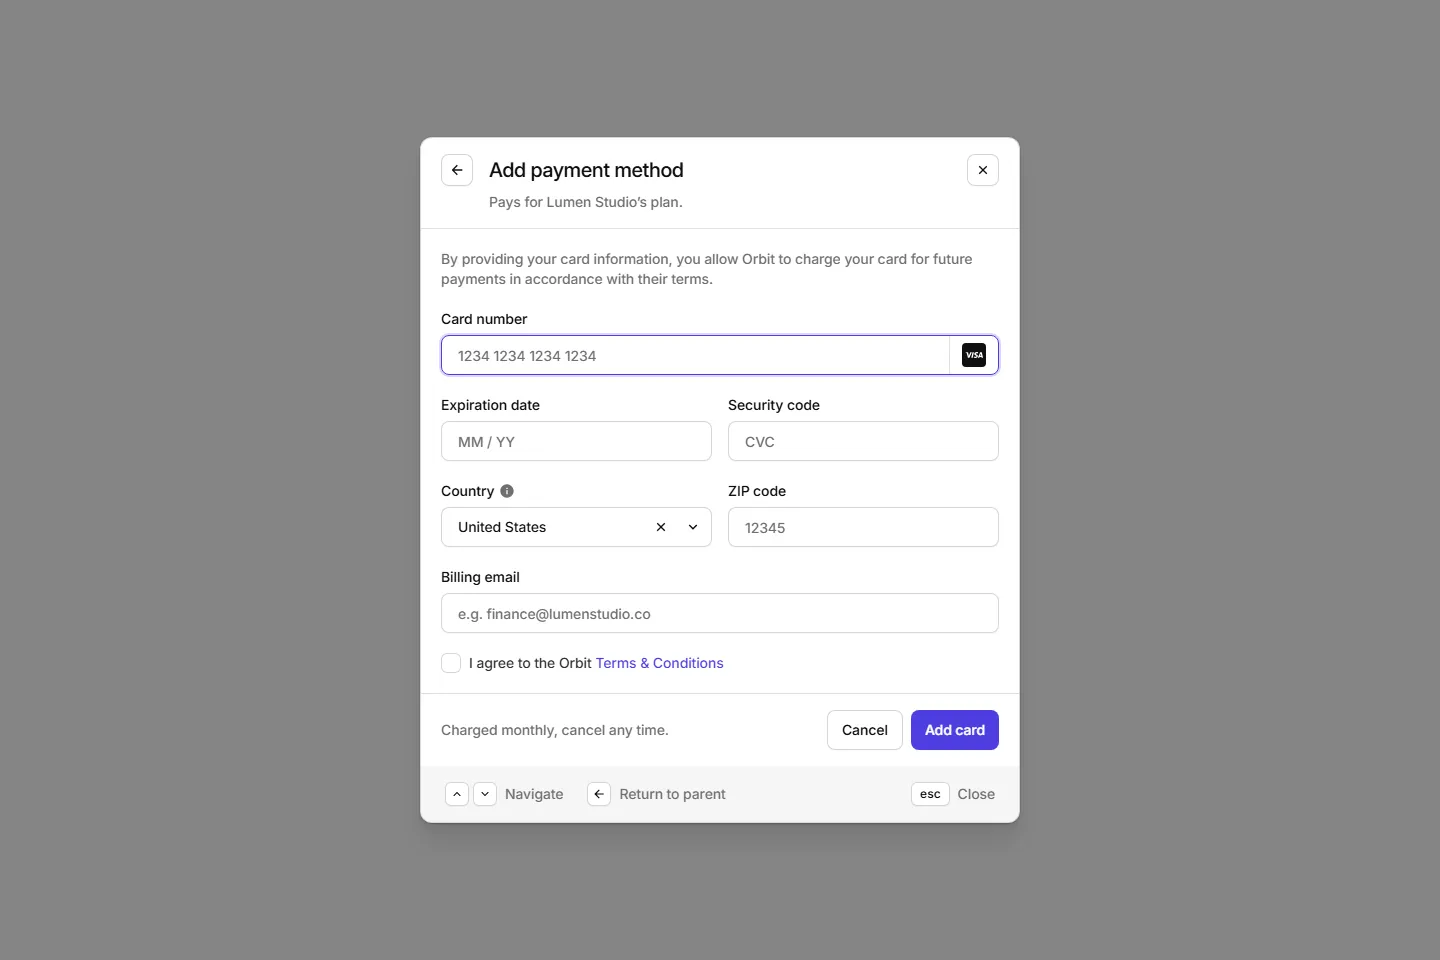 Add payment method
Pays for Lumen Studio’s plan.
By providing your card information, you allow Orbit to charge your card for future
payments in accordance with their terms.
Card number
1234 1234 1234 1234
VISA
Expiration date
Security code
MM / YY
CVC
Country
ZIP code
United States
12345
Billing email
e.g. finance@lumenstudio.co
I agree to the Orbit Terms & Conditions
Charged monthly, cancel any time.
Cancel
Add card
Navigate
Return to parent
esc
Close